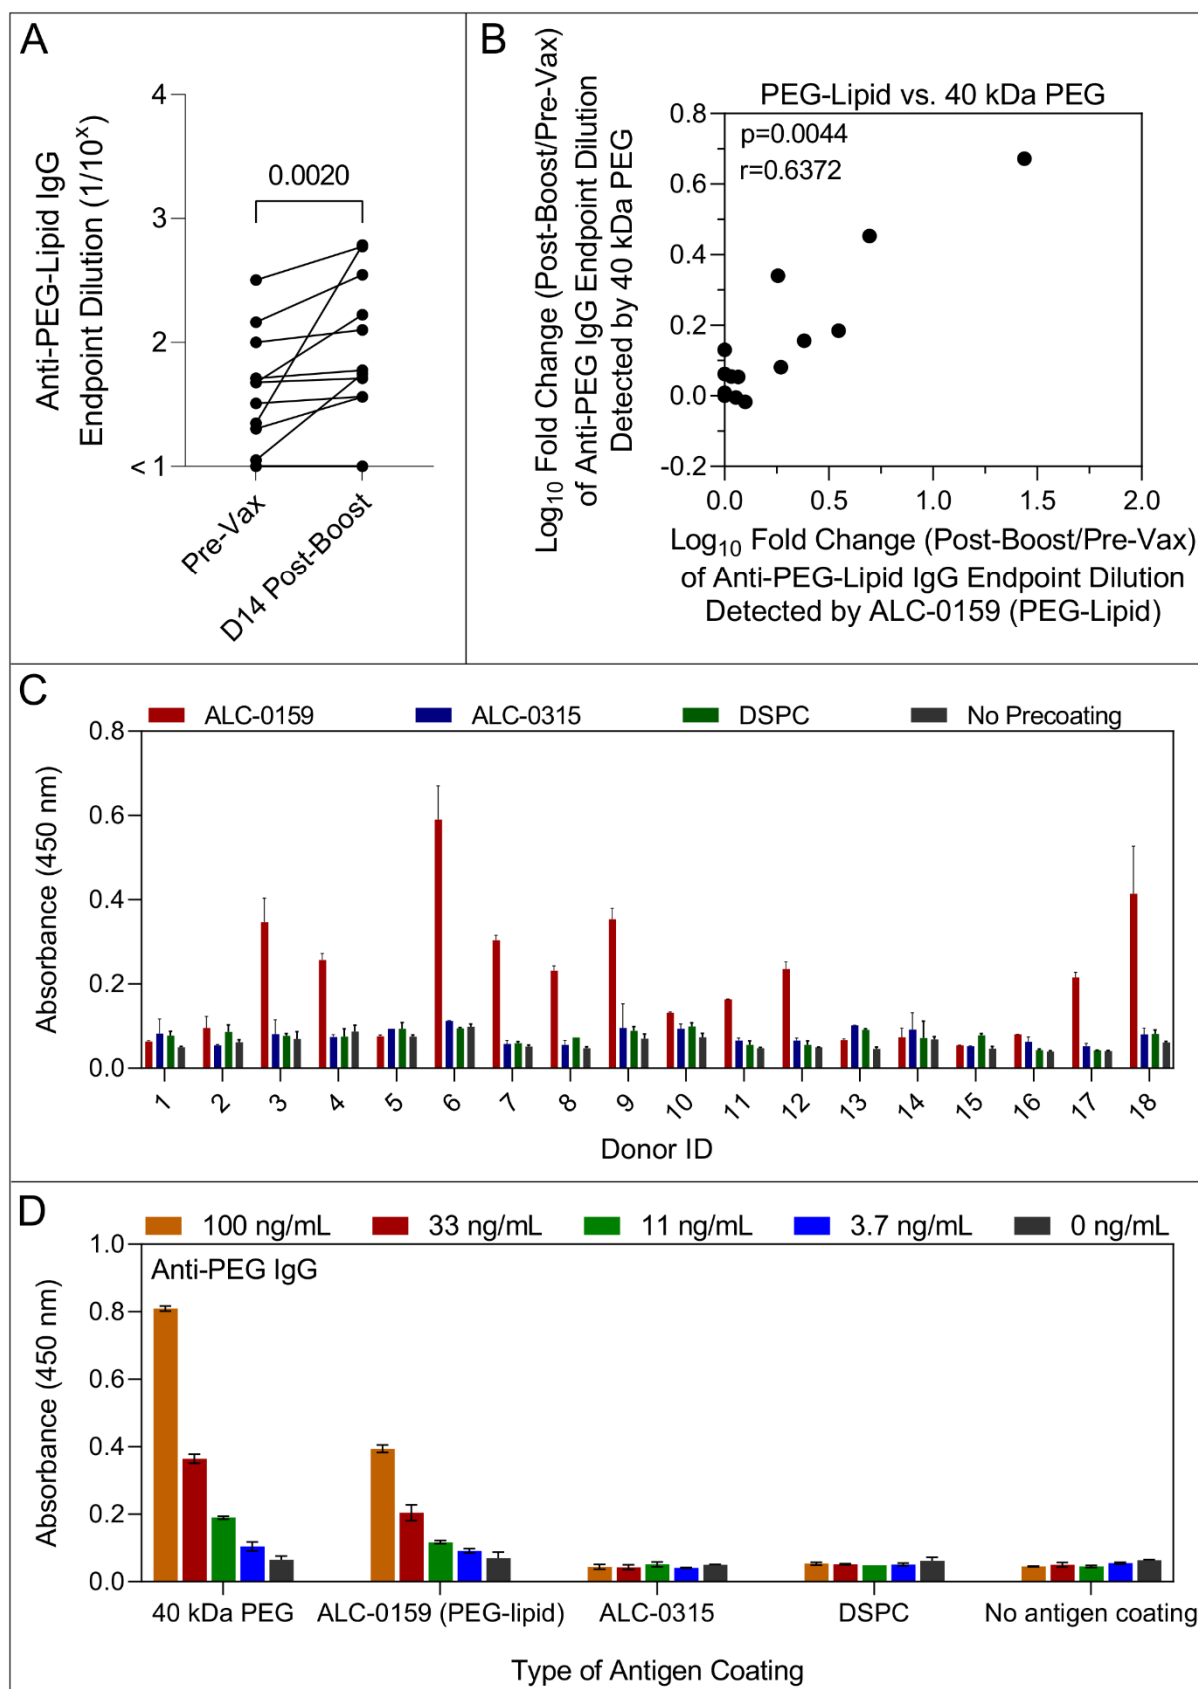 A
Anti-PEG-Lipid IgG
Endpoint Dilution (1/10^x)
4
3
2
< 1
0.0020
Pre-Vax
D14 Post-Boost
B
Log10 Fold Change (Post-Boost/Pre-Vax)
of Anti-PEG IgG Endpoint Dilution
Detected by 40 kDa PEG
PEG-Lipid vs. 40 kDa PEG
p=0.0044
r=0.6372
0.8
0.6
0.4
0.2
0.0
-0.2
0.0 0.5 1.0 1.5 2.0
Log10 Fold Change (Post-Boost/Pre-Vax)
of Anti-PEG-Lipid IgG Endpoint Dilution
Detected by ALC-0159 (PEG-Lipid)
C
ALC-0159 ALC-0315 DSPC No Precoating
Absorbance (450 nm)
0.8
0.6
0.4
0.2
0.0
1 2 3 4 5 6 7 8 9 10 11 12 13 14 15 16 17 18
Donor ID
D
100 ng/mL 33 ng/mL 11 ng/mL 3.7 ng/mL 0 ng/mL
Anti-PEG IgG
Absorbance (450 nm)
1.0
0.8
0.6
0.4
0.2
0.0
40 kDa PEG ALC-0159 (PEG-lipid) ALC-0315 DSPC No antigen coating
Type of Antigen Coating